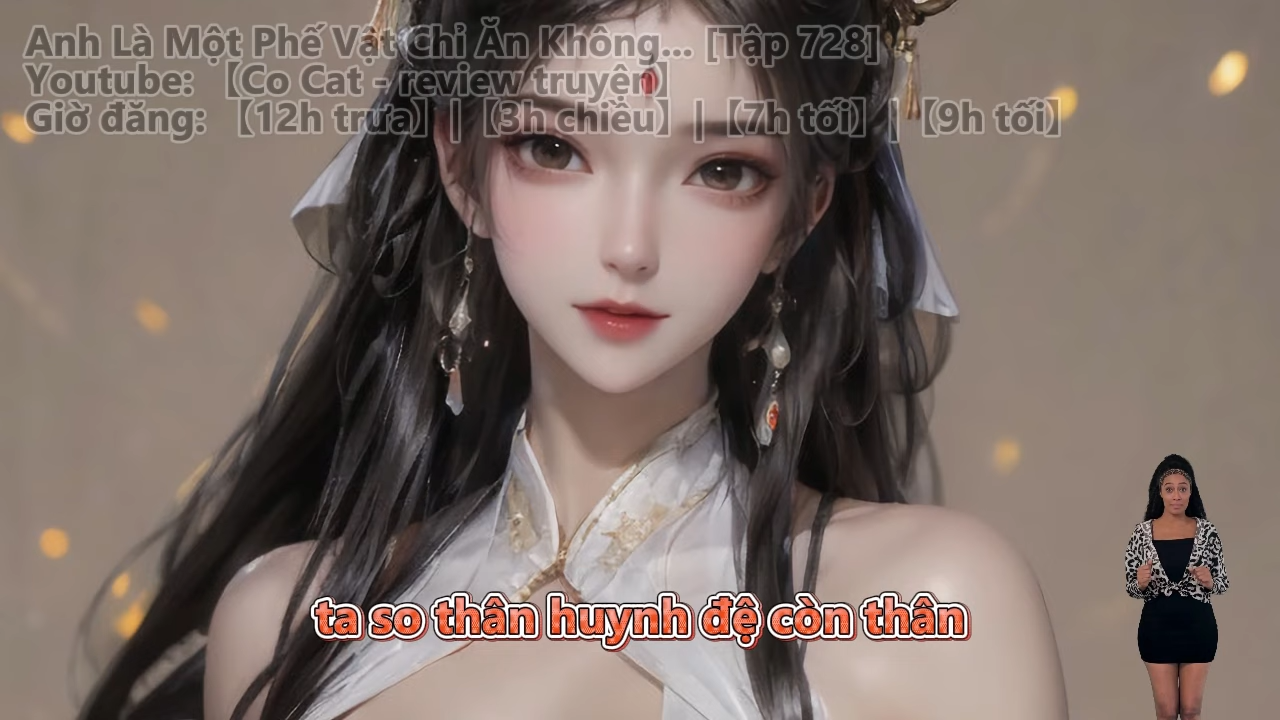 Anh Là Một Phế Vật Chỉ Ăn Không... [Tập 728]
Youtube: 【Co Cat - review truyện】
Giờ đăng: 【12h trưa】 | 【3h chiều】 | 【7h tối】 | 【9h tối】
ta so thân huynh đệ còn thân